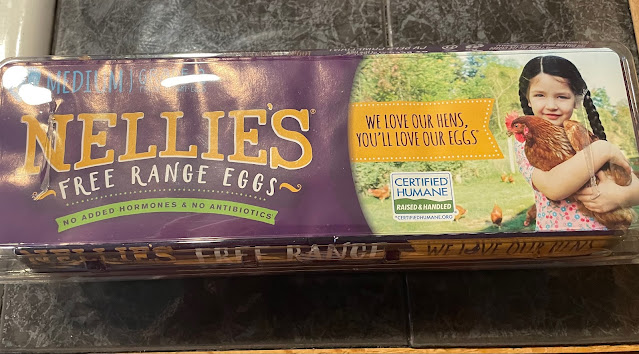 MEDIUM
NELLIE'S®
FREE RANGE EGGS
NO ADDED HORMONES & NO ANTIBIOTICS
WE LOVE OUR HENS,
YOU'LL LOVE OUR EGGS
CERTIFIED
HUMANE
RAISED & HANDLED
CERTIFIEDHUMANE.ORG
NELLIE'S FREE RANGE
WE LOVE OUR HENS